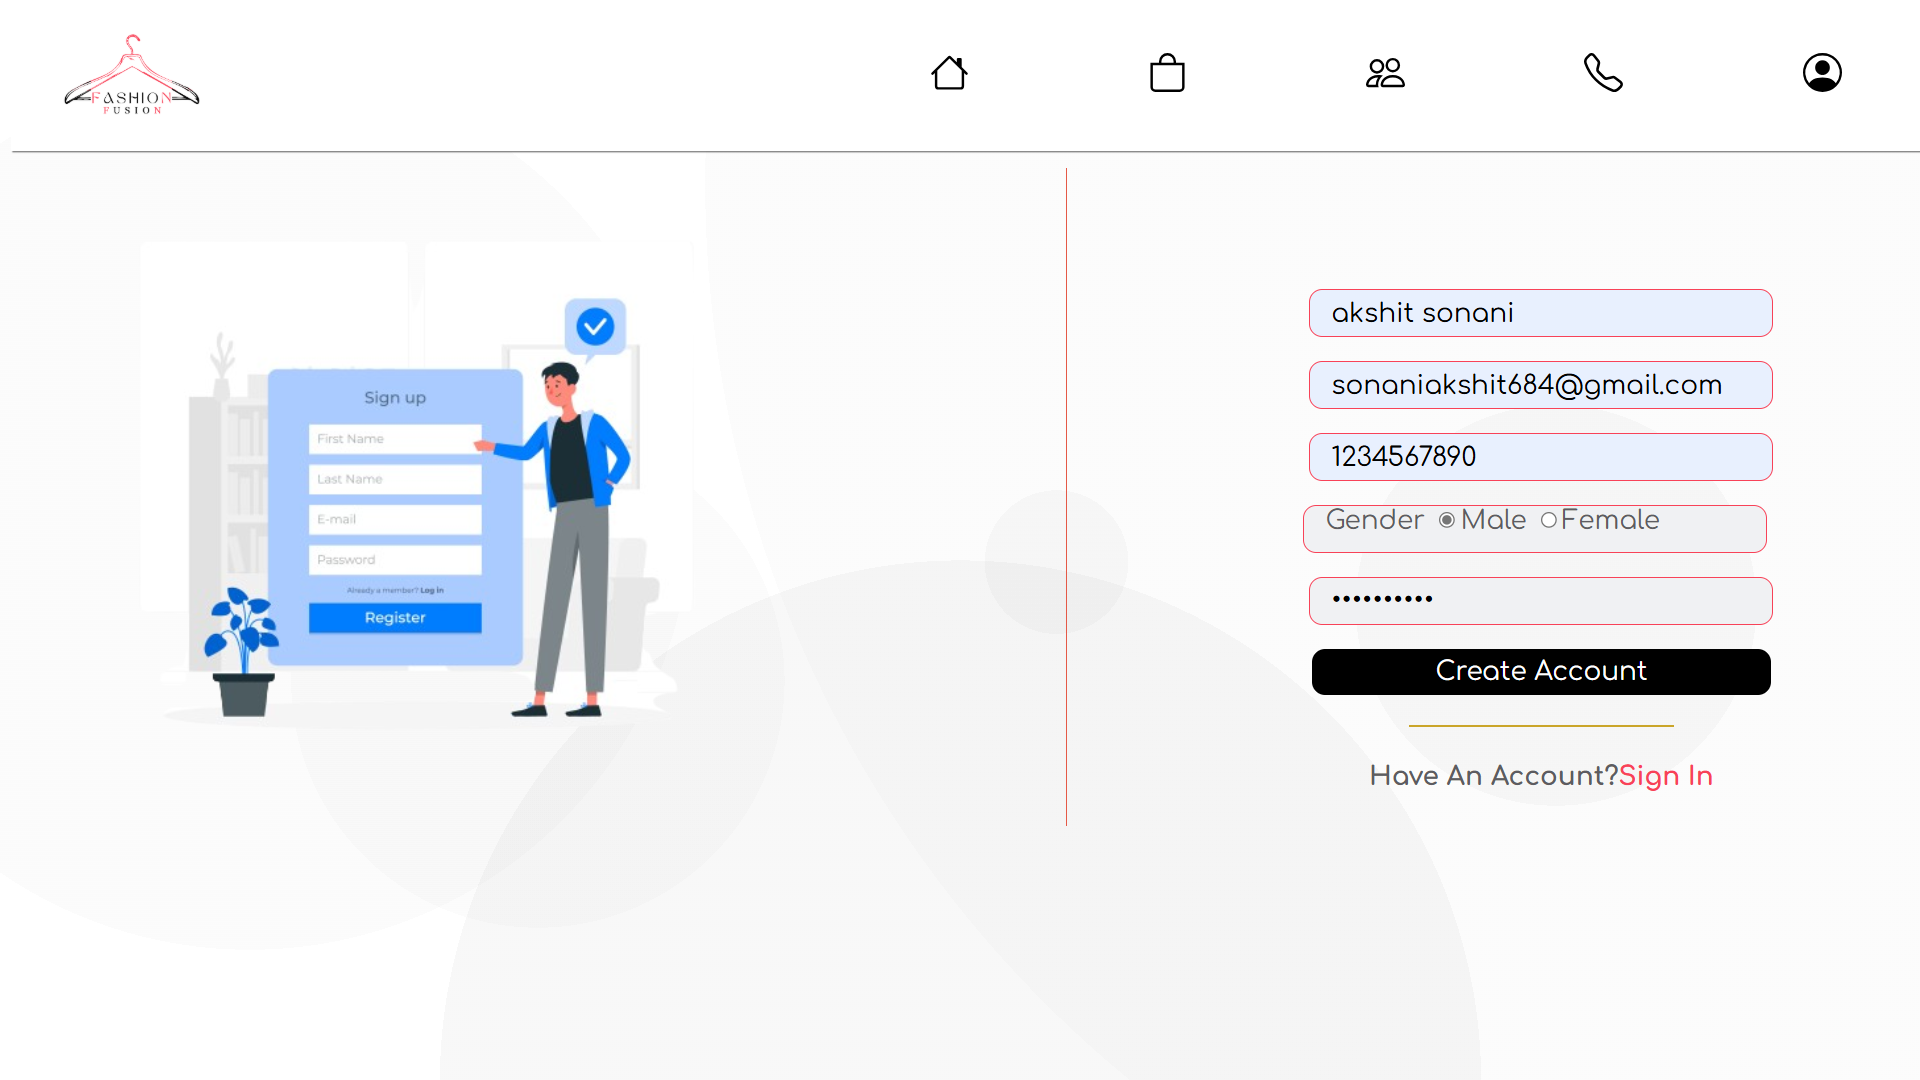 FASHION
FUSION
Sign up
First Name
Last Name
E-mail
Password
Already a member? Log in
Register
akshit sonani
sonaniakshit684@gmail.com
1234567890
Gender Male Female
••••••••••
Create Account
Have An Account?Sign In